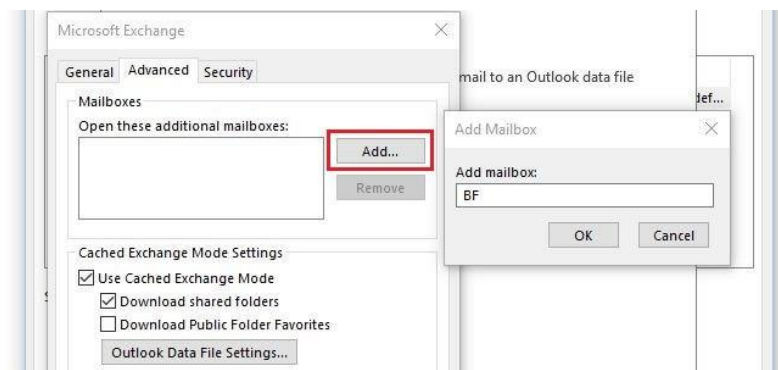 Microsoft Exchange
General Advanced Security
Mailboxes
Open these additional mailboxes:
Add...
Remove
Cached Exchange Mode Settings
Use Cached Exchange Mode
Download shared folders
Download Public Folder Favorites
Outlook Data File Settings...
mail to an Outlook data file
def...
Add Mailbox
Add mailbox:
BF
OK Cancel